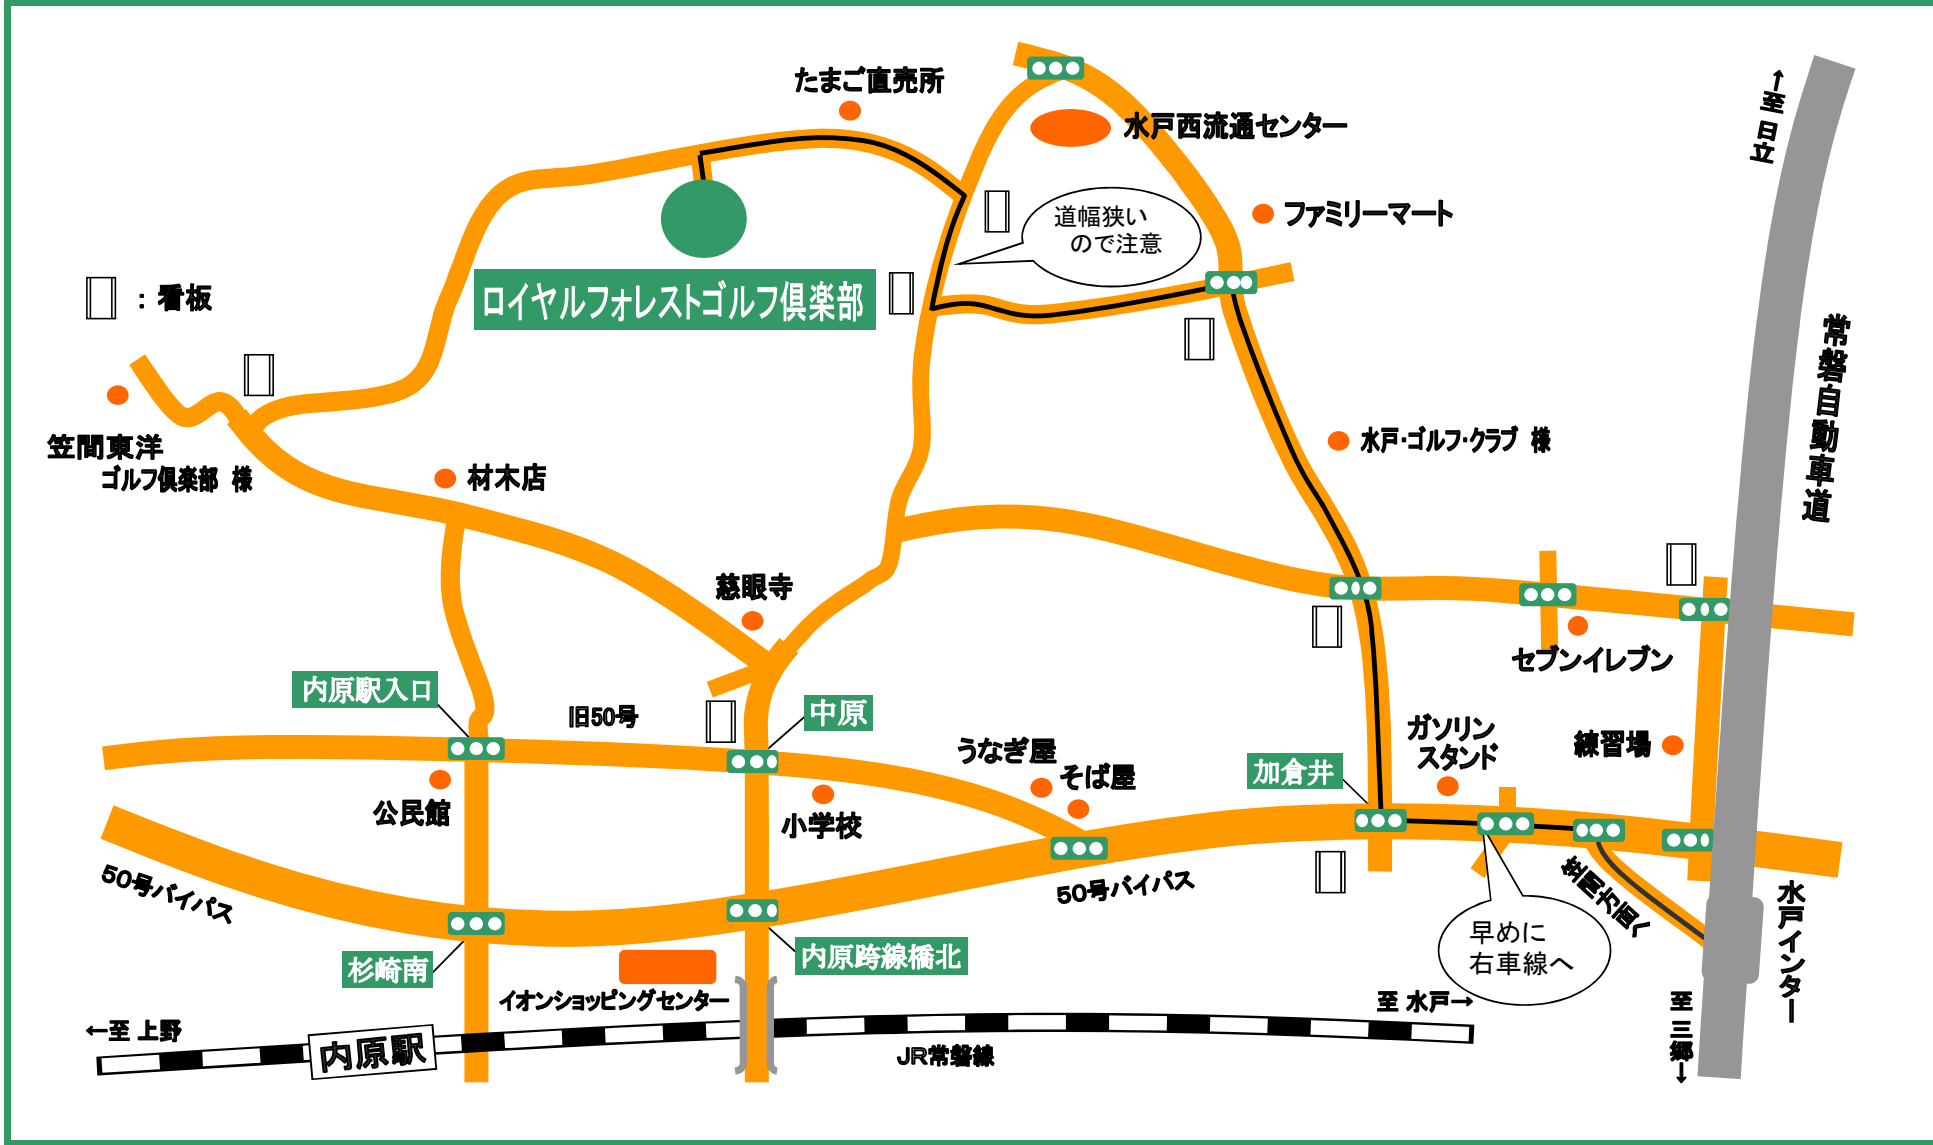 たまご直売所
水戸西流通センター
←至 日立
道幅狭い
ので注意
ファミリーマート
：看板
ロイヤルフォレストゴルフ倶楽部
常磐自動車道
笠間東洋
ゴルフ倶楽部 様
材木店
水戸・ゴルフ・クラブ 様
慈眼寺
セブンイレブン
内原駅入口
旧50号
中原
うなぎ屋
そば屋
加倉井
ガソリン
スタンド
練習場
公民館
小学校
50号バイパス
50号バイパス
笠間方面へ
水戸インター
早めに
右車線へ
杉崎南
内原跨線橋北
イオンショッピングセンター
←至 上野
内原駅
JR常磐線
至 水戸→
至 三郷→